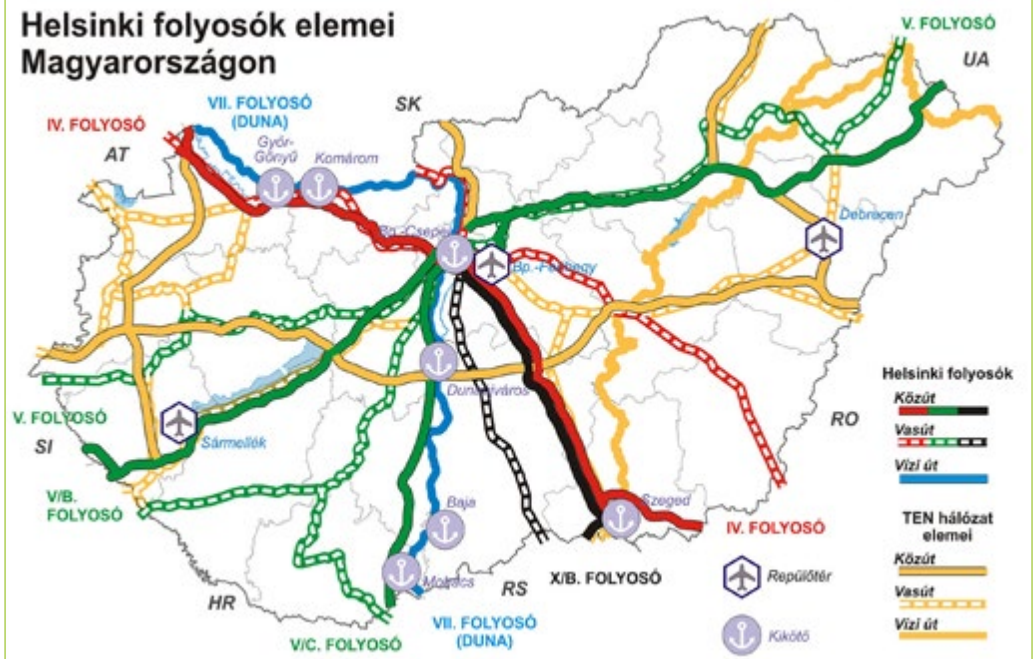 Helsinki folyosók elemei
Magyarországon
V. FOLYOSÓ
UA
SK
VII. FOLYOSÓ
(DUNA)
IV. FOLYOSÓ
AT
Győr-
Gönyű
Komárom
Bp.-Csepel
Bp.-Ferihegy
Debrecen
Dunaújváros
V. FOLYOSÓ
SI
Sármellék
V/B.
FOLYOSÓ
RO
Baja
Szeged
IV. FOLYOSÓ
Mohács
HR
RS
X/B. FOLYOSÓ
V/C. FOLYOSÓ
VII. FOLYOSÓ
(DUNA)
Helsinki folyosók
Közút
Vasút
Vízi út
TEN hálózat
elemei
Közút
Vasút
Vízi út
Repülőtér
Kikötő